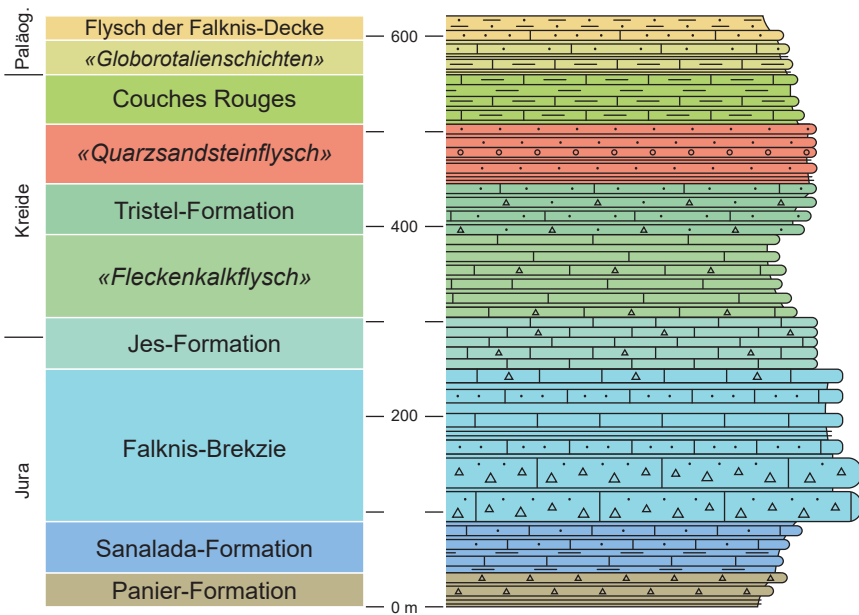 Paläog.
Kreide
Jura
Flysch der Falknis-Decke
«Globorotalienschichten»
Couches Rouges
«Quarzsandsteinflysch»
Tristel-Formation
«Fleckenkalkflysch»
Jes-Formation
Falknis-Brekzie
Sanalada-Formation
Panier-Formation
600
400
200
0 m